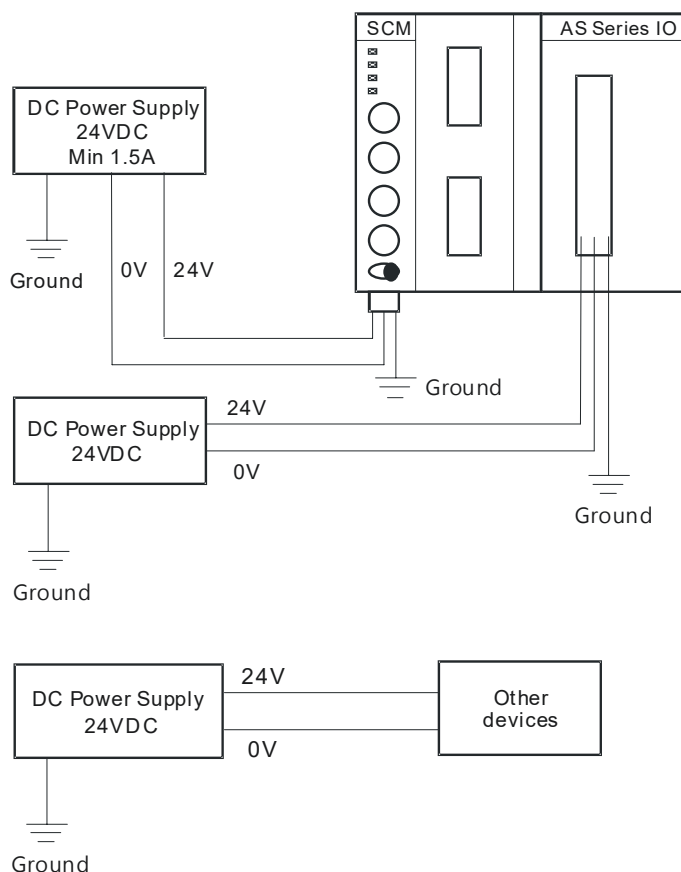 SCM
AS Series IO
DC Power Supply
24VDC
Min 1.5A
Ground
0V
24V
Ground
DC Power Supply
24VDC
24V
0V
Ground
Ground
DC Power Supply
24VDC
24V
0V
Other
devices
Ground